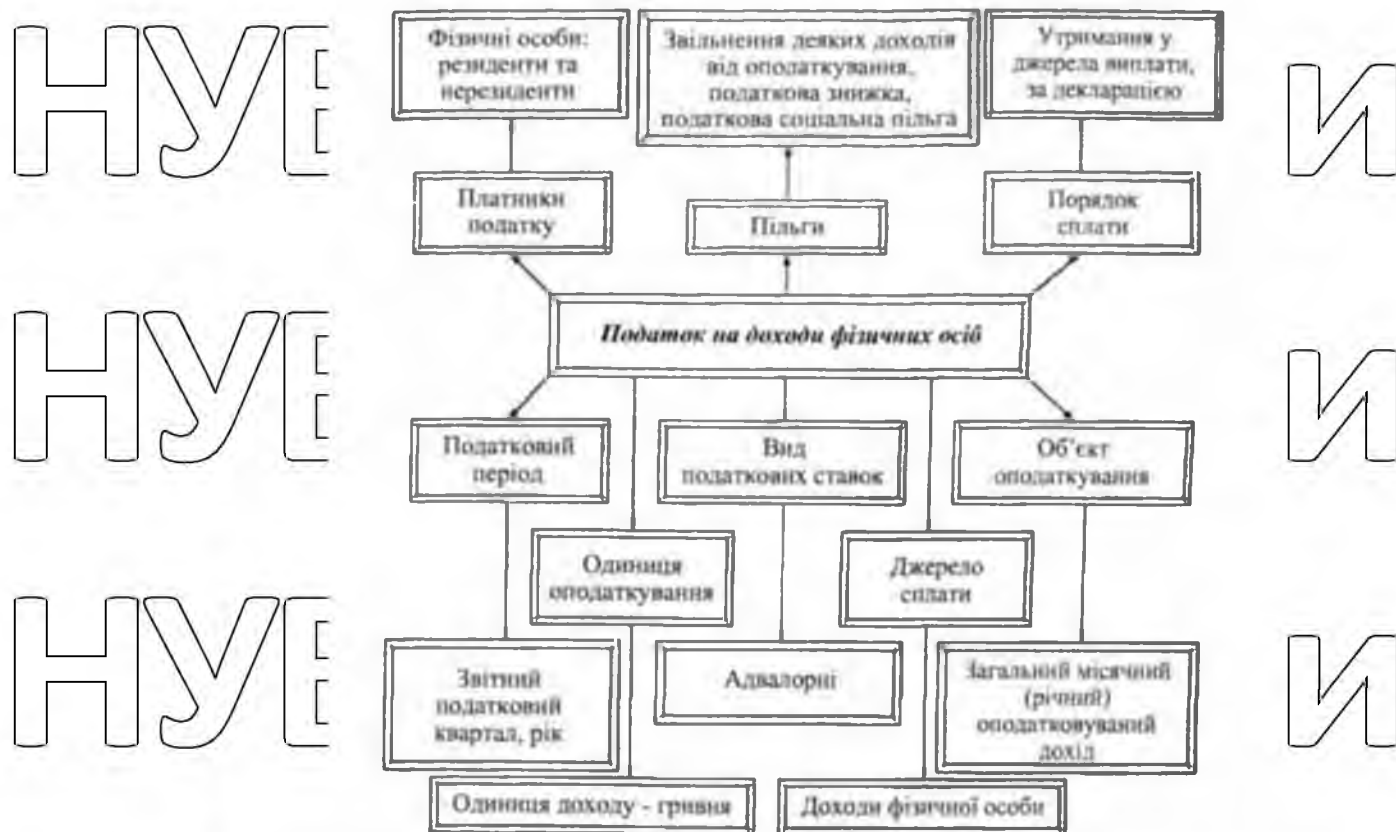 Фізичні особи:
резиденти та
нерезиденти
Звільнення деяких доходів
від оподаткування,
податкова знижка,
податкова соціальна пільга
Утримання у
джерела виплати,
за декларацією
НУБ
И
Платники
податку
Пільги
Порядок
сплати
Податок на доходи фізичних осіб
НУБ
И
Податковий
період
Вид
податкових ставок
Об'єкт
оподаткування
Одиниця
оподаткування
Джерело
сплати
НУБ
И
Звітний
податковий
квартал, рік
Адвалорні
Загальний місячний
(річний)
оподатковуваний
дохід
Одиниця доходу - гривня
Доходи фізичної особи